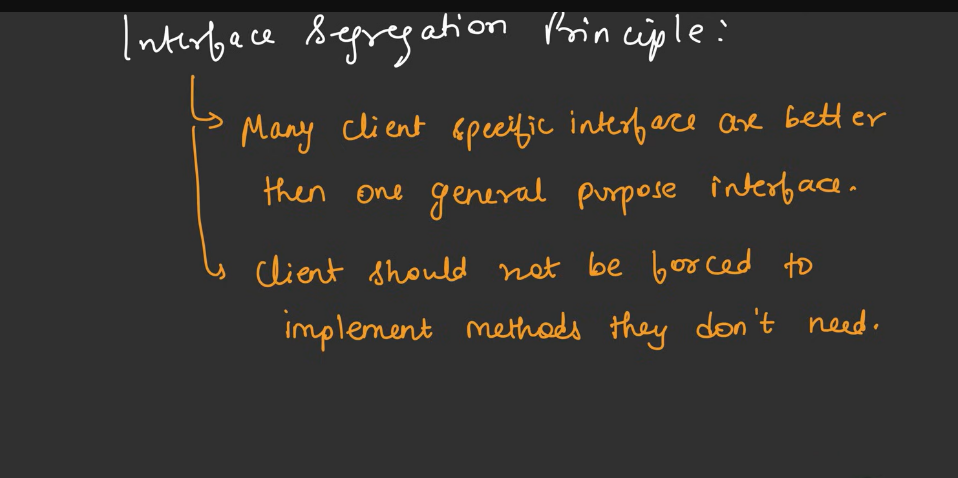 Interface Segregation Principle:
Many client specific interface are better
then one general purpose interface.
Client should not be forced to
implement methods they don't need.